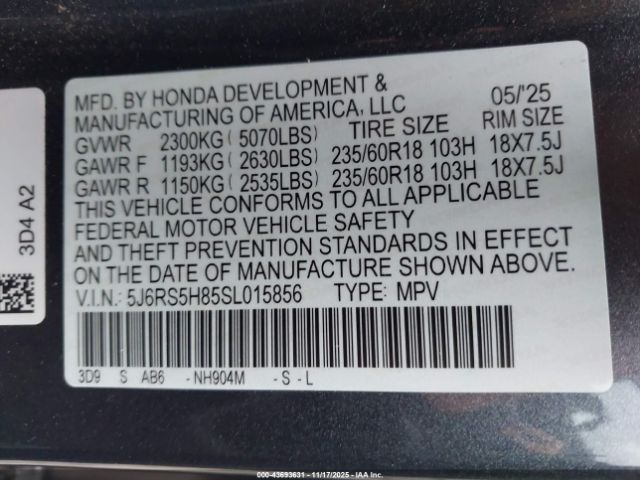 MFD. BY HONDA DEVELOPMENT &
MANUFACTURING OF AMERICA, LLC 05/'25
GVWR 2300KG ( 5070LBS) TIRE SIZE RIM SIZE
GAWR F 1193KG ( 2630LBS) 235/60R18 103H 18X7.5J
GAWR R 1150KG ( 2535LBS) 235/60R18 103H 18X7.5J
THIS VEHICLE CONFORMS TO ALL APPLICABLE
FEDERAL MOTOR VEHICLE SAFETY
AND THEFT PREVENTION STANDARDS IN EFFECT
ON THE DATE OF MANUFACTURE SHOWN ABOVE.
V.I.N.: 5J6RS5H85SL015856 TYPE: MPV
3D9 S AB6 - NH904M - S - L
3D4 A2
000-43693631 - 11/17/2025 - IAA Inc.